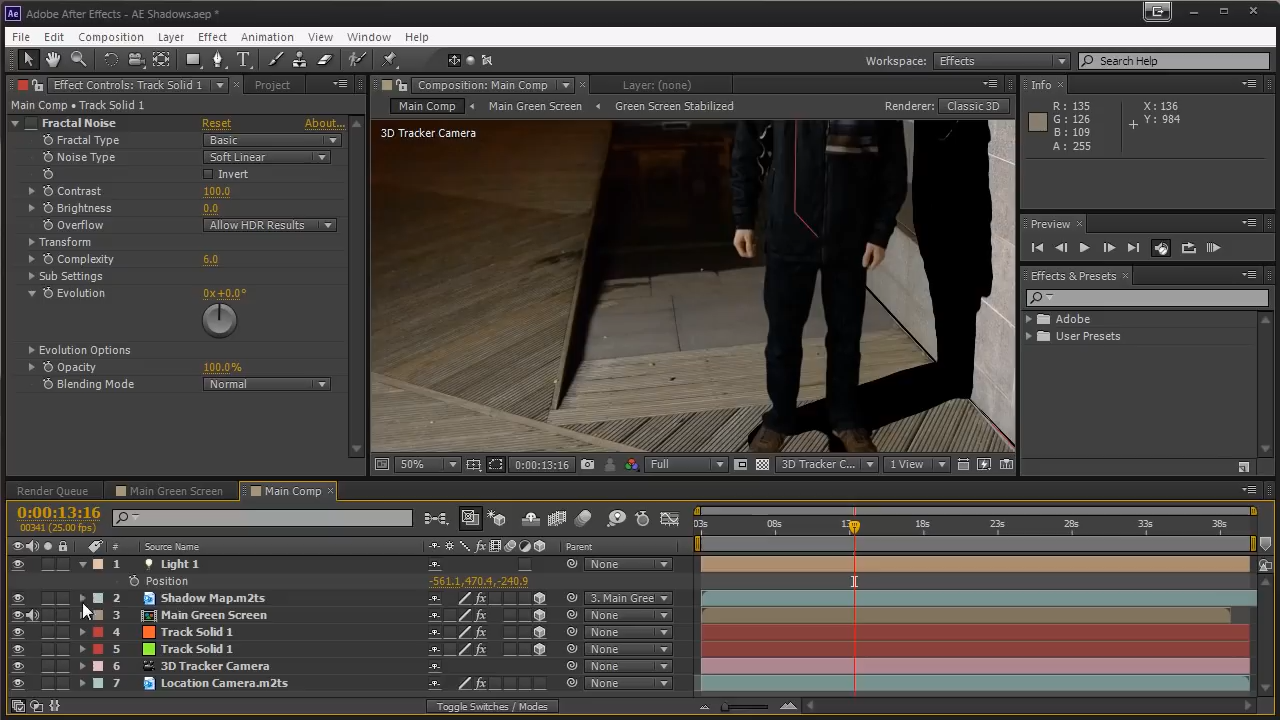 Adobe After Effects - AE Shadows.aep *
File Edit Composition Layer Effect Animation View Window Help
Workspace: Effects Search Help
Effect Controls: Track Solid 1 Project
Main Comp • Track Solid 1
Fractal Noise Reset About...
Fractal Type Basic
Noise Type Soft Linear
Invert
Contrast 100.0
Brightness 0.0
Overflow Allow HDR Results
Transform
Complexity 6.0
Sub Settings
Evolution 0x+0.0°
Evolution Options
Opacity 100.0%
Blending Mode Normal
Composition: Main Comp Layer: (none)
Main Comp Main Green Screen Green Screen Stabilized Renderer: Classic 3D
3D Tracker Camera
50% 0:00:13:16 Full 3D Tracker C... 1 View
Info
R: 135 X: 136
G: 126 Y: 984
B: 109
A: 255
Preview
Effects & Presets
Adobe
User Presets
Render Queue Main Green Screen Main Comp
0:00:13:16
00341 (25.00 fps)
03s 08s 13s 18s 23s 28s 33s 38s
# Source Name fx Parent
1 Light 1 None
Position -561.1,470.4,-240.9
2 Shadow Map.m2ts fx 3. Main Gree
3 Main Green Screen fx None
4 Track Solid 1 fx None
5 Track Solid 1 fx None
6 3D Tracker Camera None
7 Location Camera.m2ts fx None
Toggle Switches / Modes